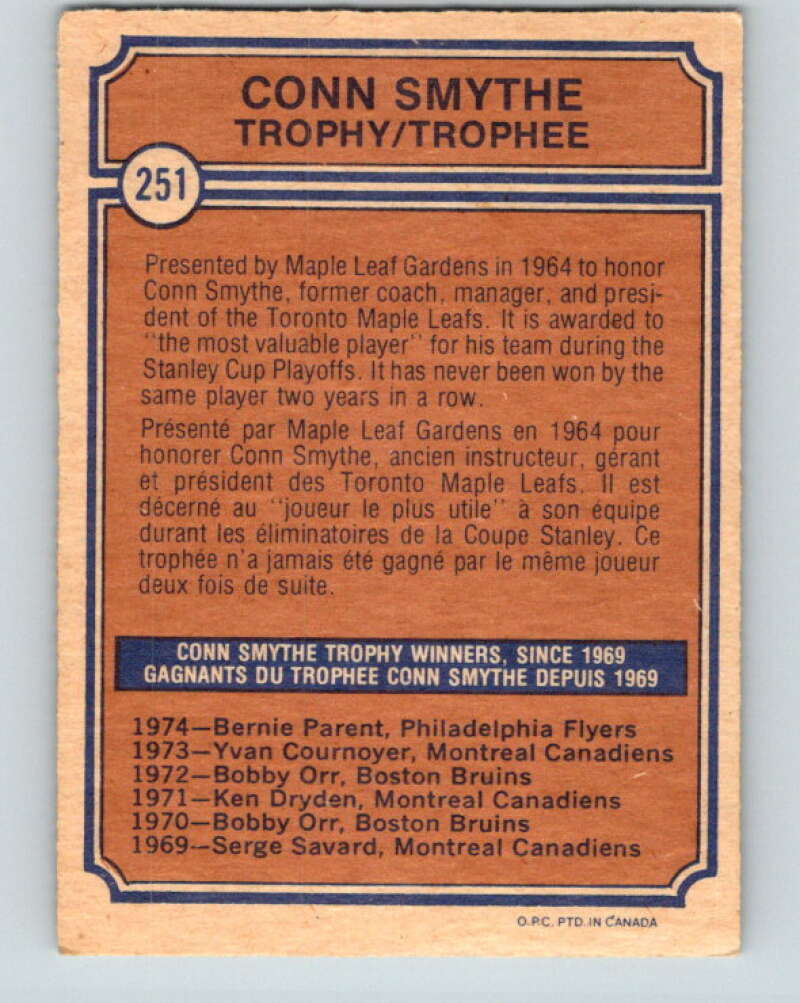 CONN SMYTHE
TROPHY/TROPHEE
251
Presented by Maple Leaf Gardens in 1964 to honor
Conn Smythe, former coach, manager, and presi-
dent of the Toronto Maple Leafs. It is awarded to
"the most valuable player" for his team during the
Stanley Cup Playoffs. It has never been won by the
same player two years in a row.
Présenté par Maple Leaf Gardens en 1964 pour
honorer Conn Smythe, ancien instructeur, gérant
et président des Toronto Maple Leafs. Il est
décerné au "joueur le plus utile" à son équipe
durant les éliminatoires de la Coupe Stanley. Ce
trophée n'a jamais été gagné par le même joueur
deux fois de suite.
CONN SMYTHE TROPHY WINNERS, SINCE 1969
GAGNANTS DU TROPHEE CONN SMYTHE DEPUIS 1969
1974—Bernie Parent, Philadelphia Flyers
1973—Yvan Cournoyer, Montreal Canadiens
1972—Bobby Orr, Boston Bruins
1971—Ken Dryden, Montreal Canadiens
1970—Bobby Orr, Boston Bruins
1969—Serge Savard, Montreal Canadiens
O.P.C. PTD. IN CANADA